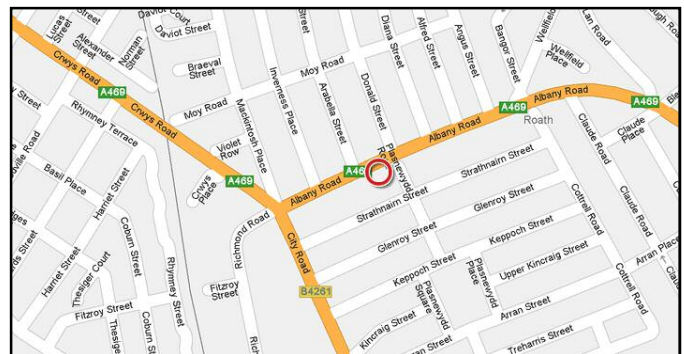 Davidt Court
Daviot Street
Lucas Street
Alexander Street
Norman Street
Crwys Road
Braeval Street
Moy Road
Street
Diana Street
Alfred Street
Angus Street
Bangor Street
Wellfield
Wellfield Place
Lan Road
A469
Crwys Road
Moy Road
Inverness Place
Arabella Street
Donald Street
A469
Albany Road
A469
Roath
Claude Road
Claude Place
Rhymney Terrace
Mackintosh Place
Violet Row
Albany Road
Crwys Place
A469
Albany Road
Plasnewydd
Strathnairn Street
Basil Place
Harriet Street
Richmond Road
Strathnairn Street
Glenroy Street
Cottrell Road
Claude Road
Coburn Street
Rhymney Street
City Road
Glenroy Street
Keppoch Street
Arran Place
Harriet Street
Thesiger Court
Keppoch Street
Plasnewydd Place
Upper Kincraig Street
Cottrell Road
Fitzroy Street
B4261
Plasnewydd Square
Arran Street
Fitzroy Street
Coburn
Kincraig Street
Treharris Street